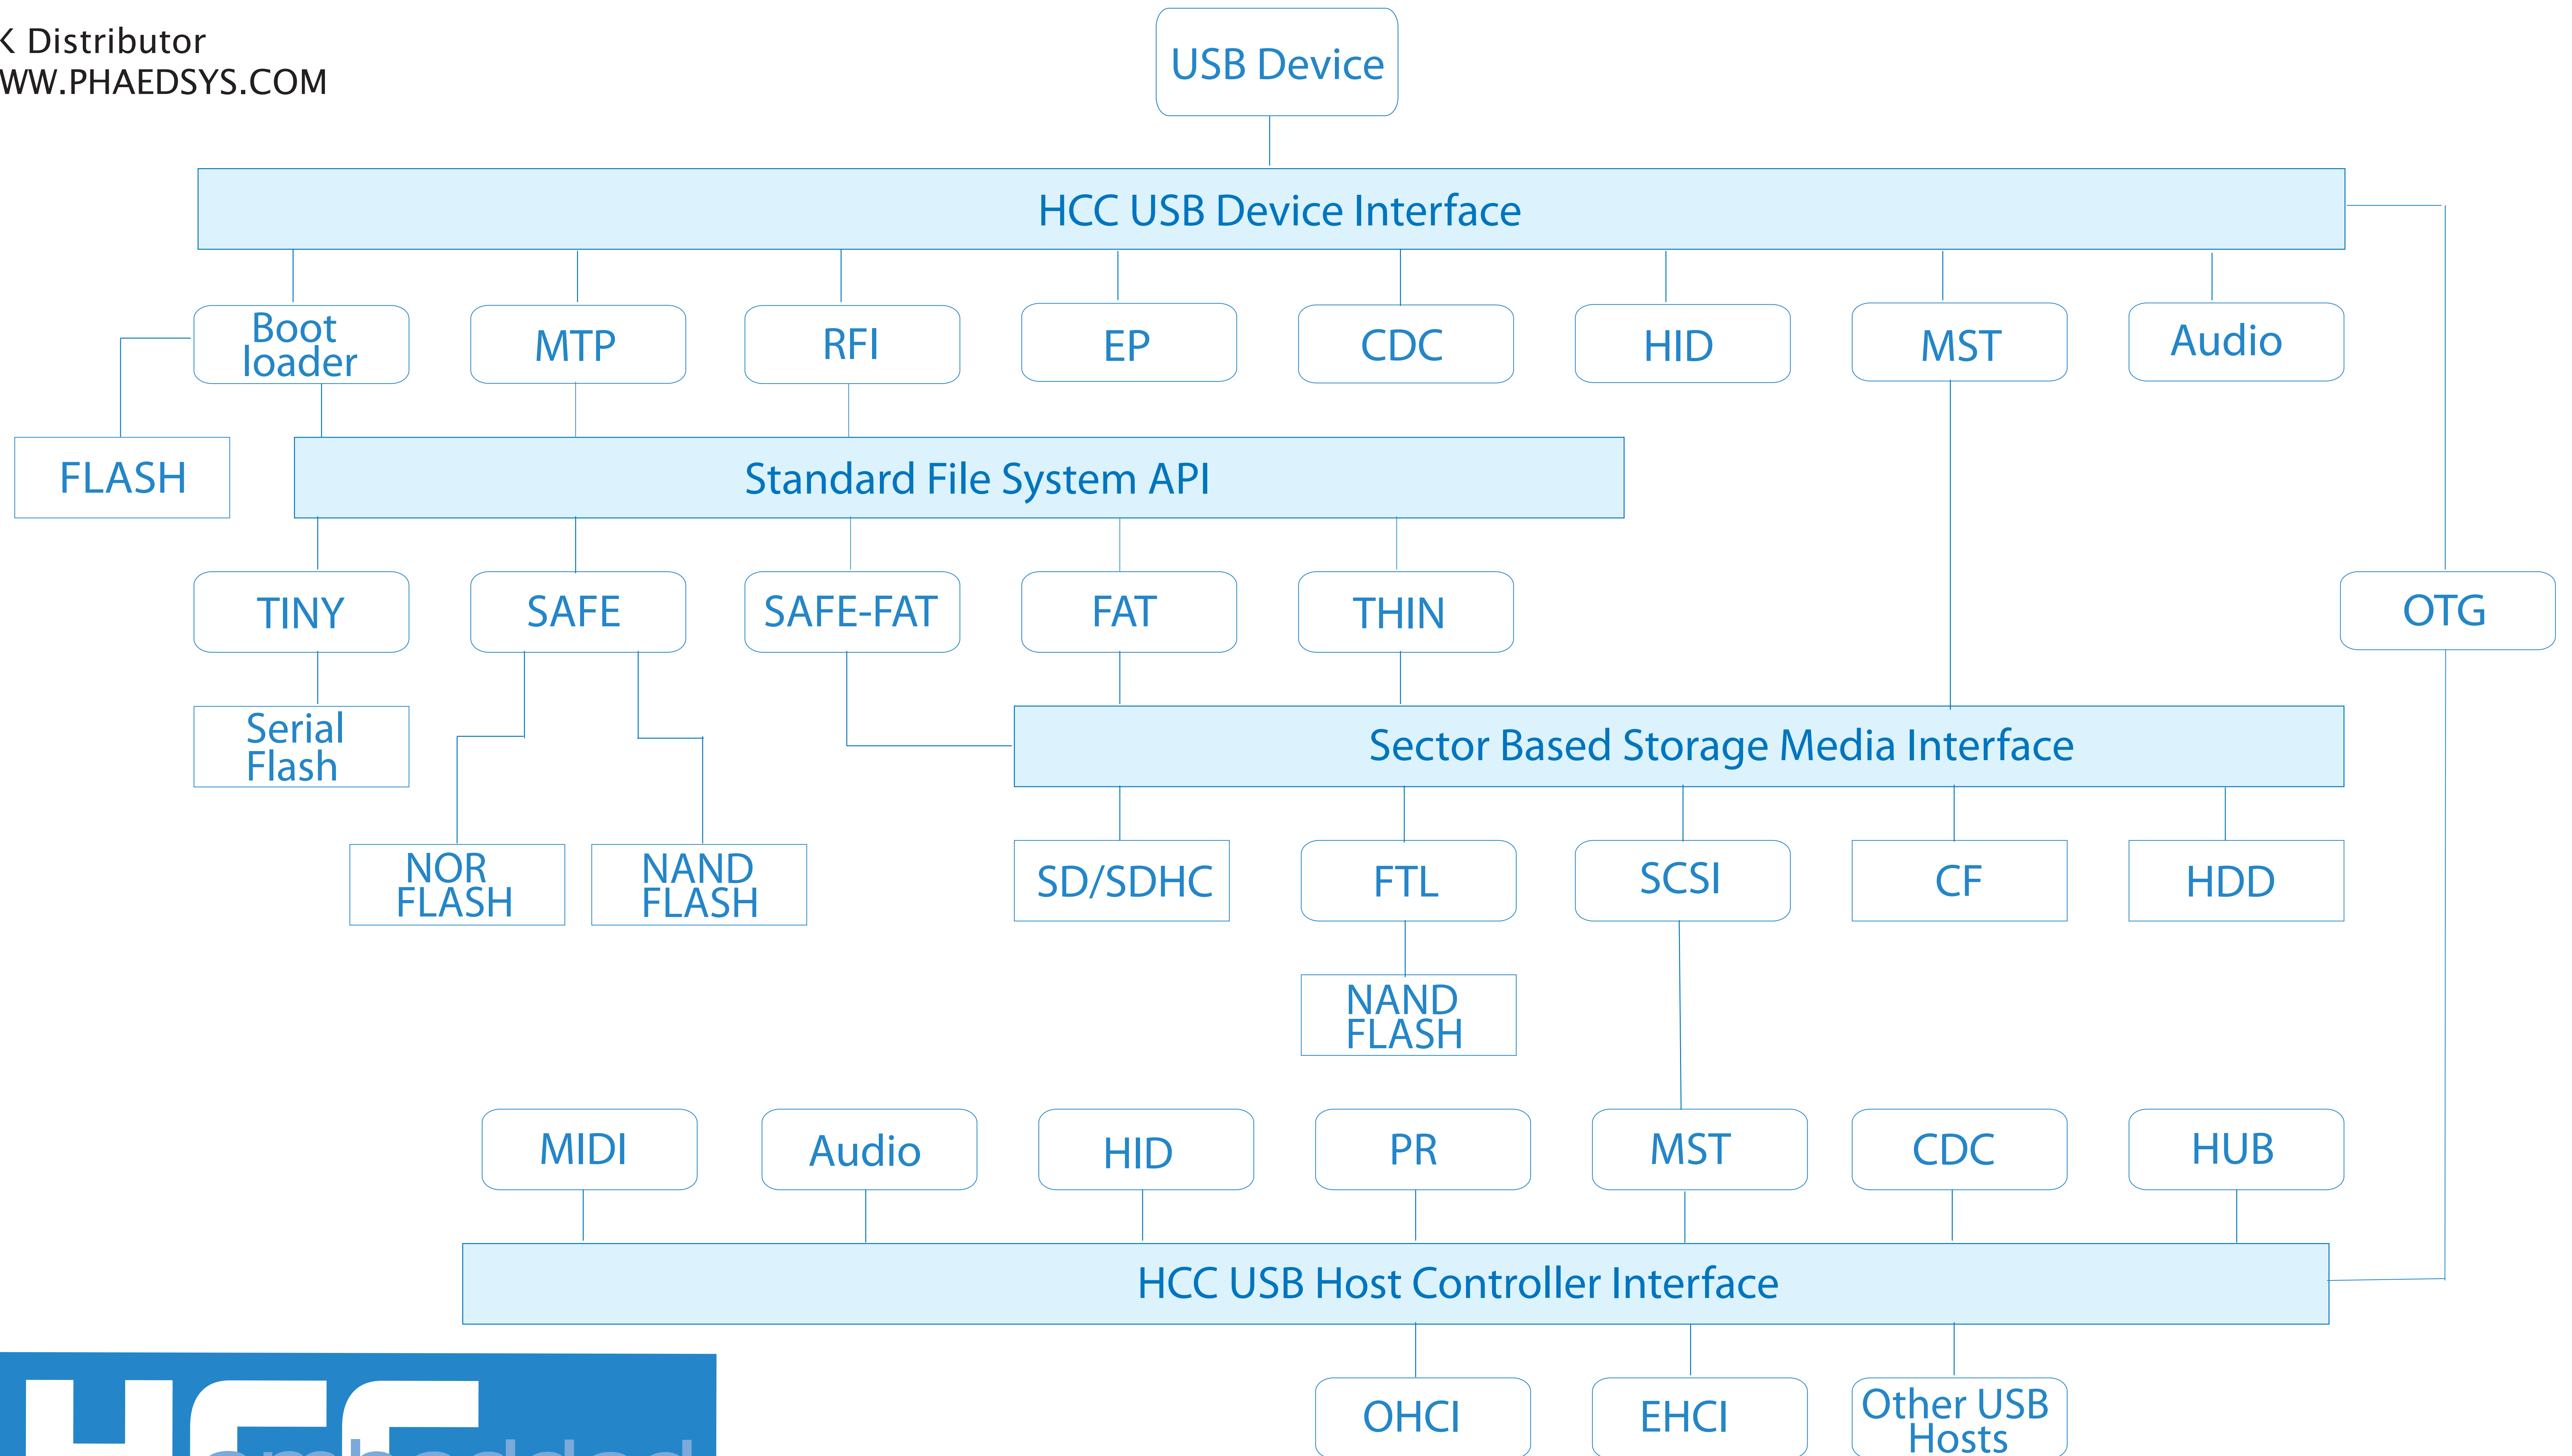 Distributor
WW.PHAEDSYS.COM
USB Device
HCC USB Device Interface
Boot
loader
MTP
RFI
EP
CDC
HID
MST
Audio
FLASH
Standard File System API
TINY
SAFE
SAFE-FAT
FAT
THIN
OTG
Serial
Flash
Sector Based Storage Media Interface
NOR
FLASH
NAND
FLASH
SD/SDHC
FTL
SCSI
CF
HDD
NAND
FLASH
MIDI
Audio
HID
PR
MST
CDC
HUB
HCC USB Host Controller Interface
OHCI
EHCI
Other USB
Hosts
HCC
embedded